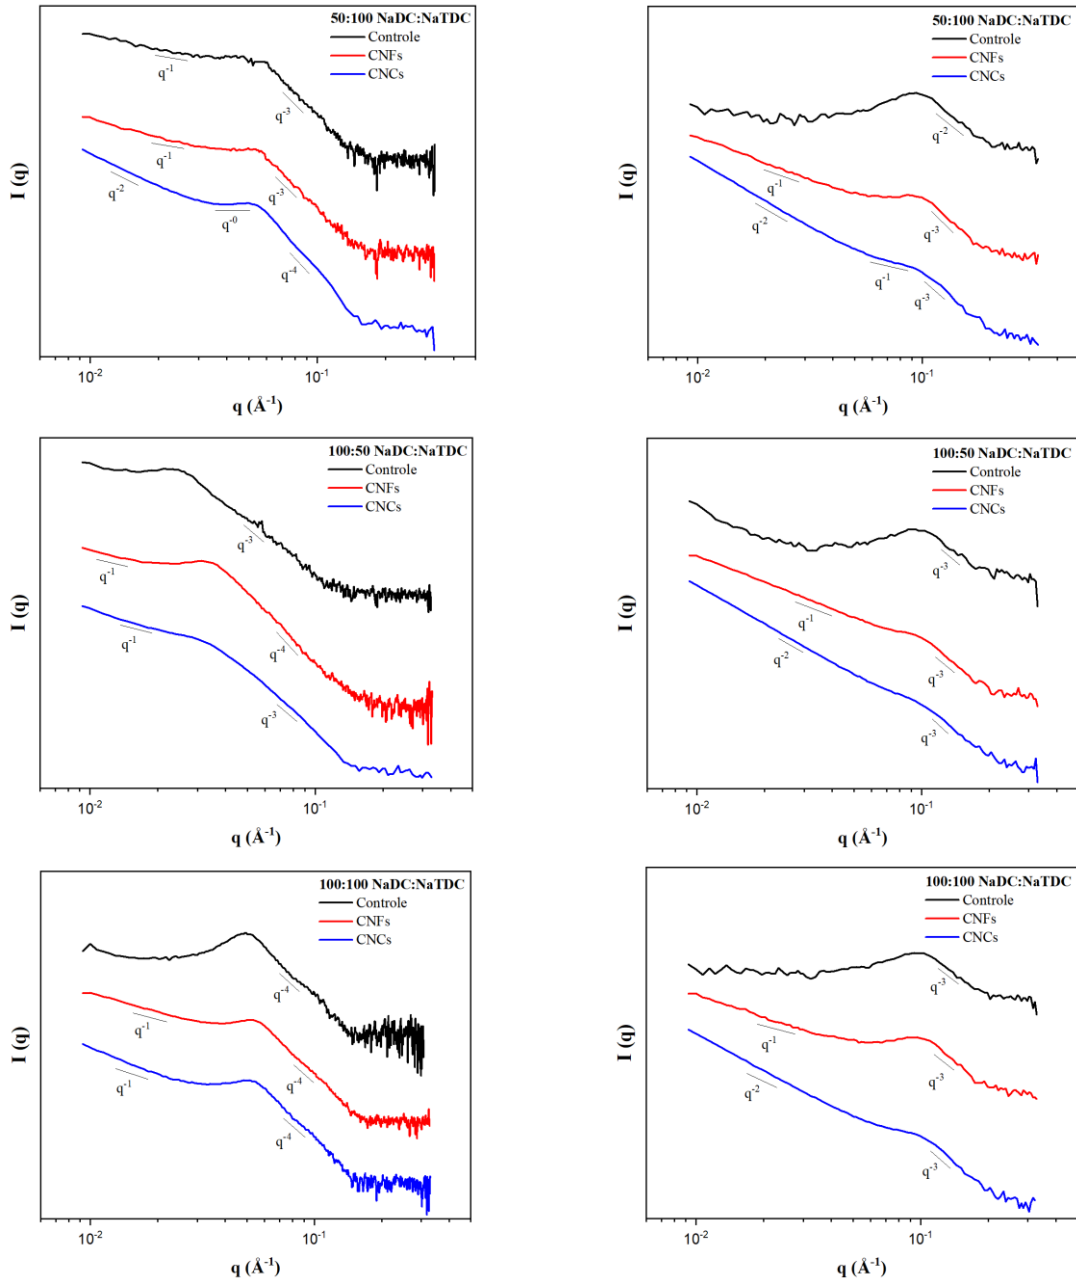 50:100 NaDC:NaTDC
Controle
CNFs
CNCs
q-1
q-3
q-1
q-3
q-2
q-0
q-4
I (q)
10-2
10-1
q (Å-1)
50:100 NaDC:NaTDC
Controle
CNFs
CNCs
q-2
q-1
q-3
q-2
q-1
q-3
I (q)
10-2
10-1
q (Å-1)
100:50 NaDC:NaTDC
Controle
CNFs
CNCs
q-3
q-1
q-4
q-1
q-3
I (q)
10-2
10-1
q (Å-1)
100:50 NaDC:NaTDC
Controle
CNFs
CNCs
q-3
q-1
q-3
q-2
q-3
I (q)
10-2
10-1
q (Å-1)
100:100 NaDC:NaTDC
Controle
CNFs
CNCs
q-4
q-1
q-4
q-1
q-4
I (q)
10-2
10-1
q (Å-1)
100:100 NaDC:NaTDC
Controle
CNFs
CNCs
q-3
q-1
q-3
q-2
q-3
I (q)
10-2
10-1
q (Å-1)